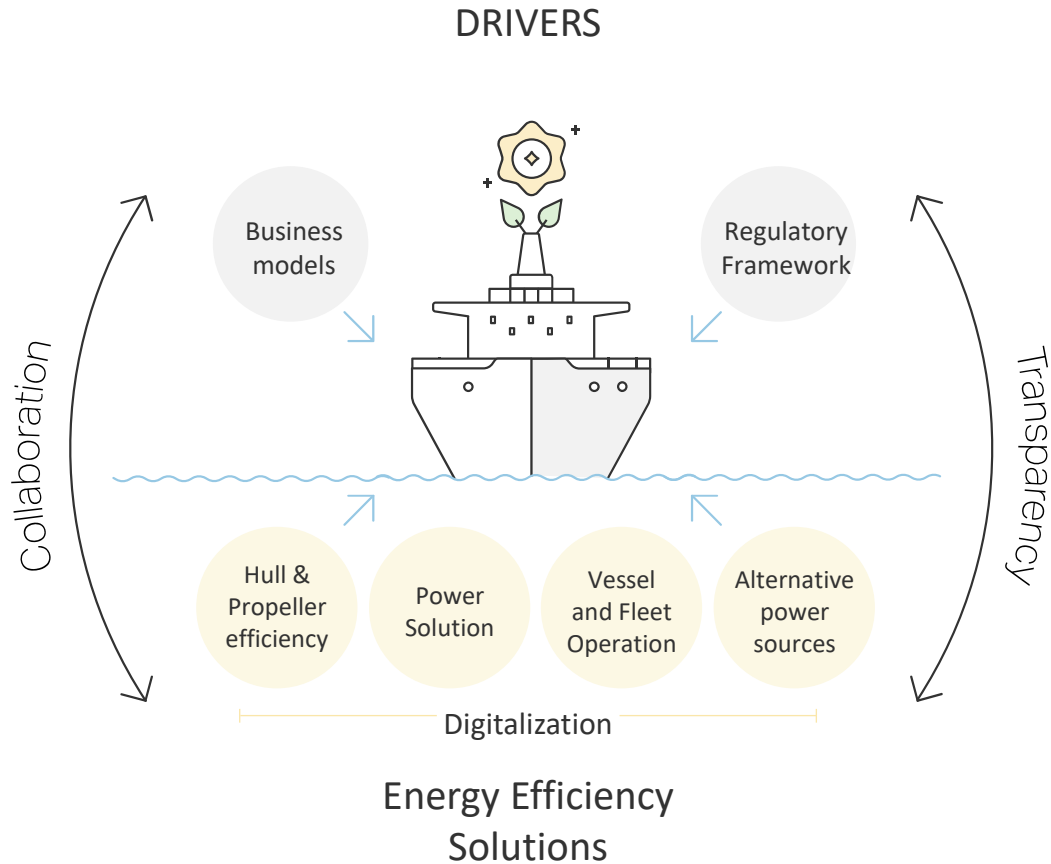 DRIVERS
Business
models
Regulatory
Framework
Collaboration
Transparency
Hull &
Propeller
efficiency
Power
Solution
Vessel
and Fleet
Operation
Alternative
power
sources
Digitalization
Energy Efficiency
Solutions